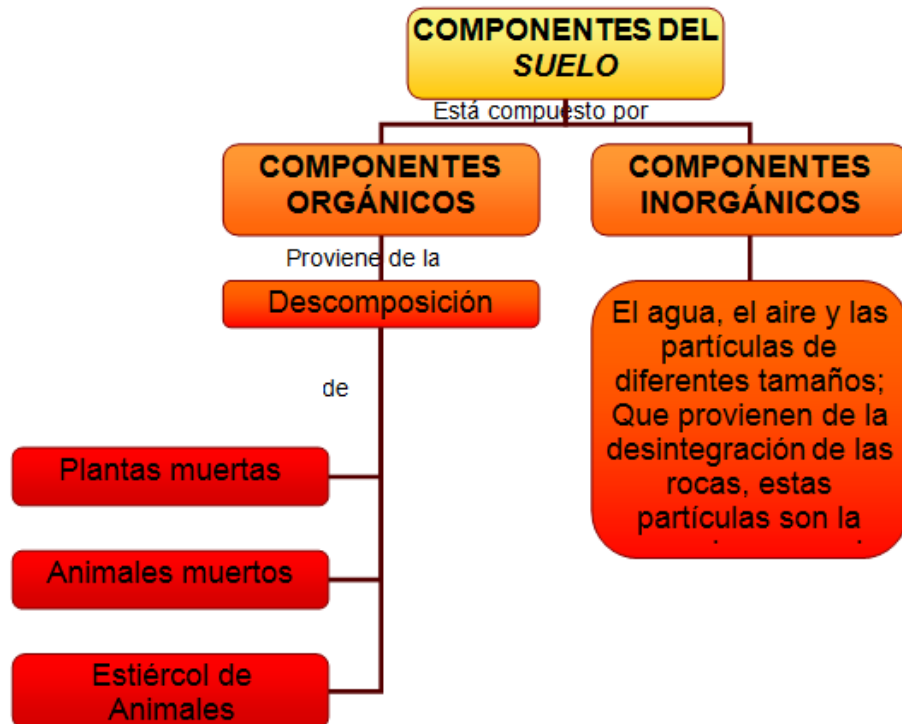 COMPONENTES DEL
SUELO
Está compuesto por
COMPONENTES
ORGÁNICOS
Proviene de la
Descomposición
de
Plantas muertas
Animales muertos
Estiércol de
Animales
COMPONENTES
INORGÁNICOS
El agua, el aire y las
partículas de
diferentes tamaños;
Que provienen de la
desintegración de las
rocas, estas
partículas son la